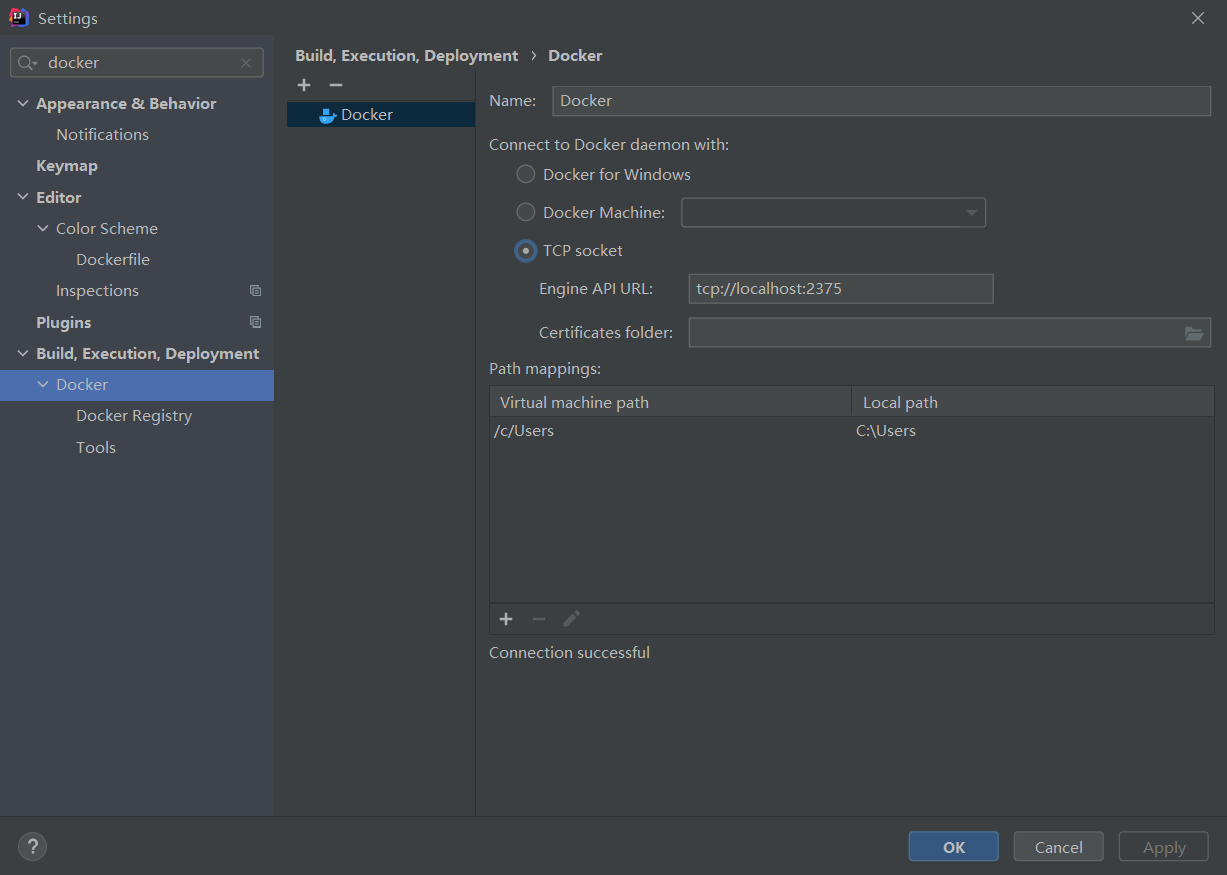 Settings
docker
Appearance & Behavior
Notifications
Keymap
Editor
Color Scheme
Dockerfile
Inspections
Plugins
Build, Execution, Deployment
Docker
Docker Registry
Tools
Build, Execution, Deployment › Docker
Docker
Name: Docker
Connect to Docker daemon with:
Docker for Windows
Docker Machine:
TCP socket
Engine API URL: tcp://localhost:2375
Certificates folder:
Path mappings:
Virtual machine path Local path
/c/Users C:\Users
Connection successful
? OK Cancel Apply